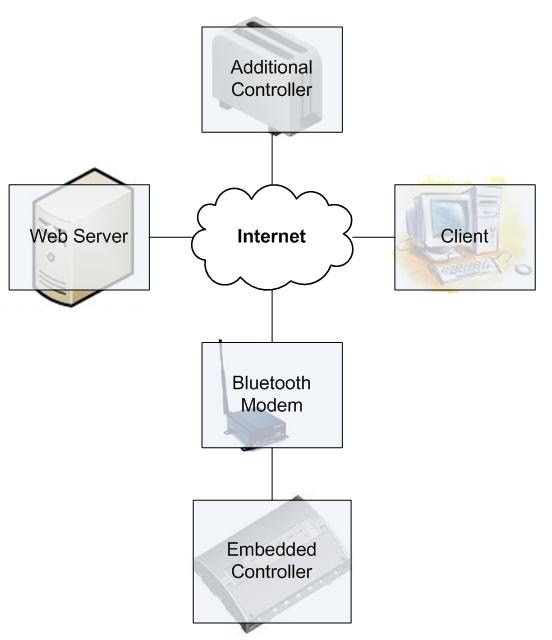 Additional
Controller
Web Server
Internet
Client
Bluetooth
Modem
Embedded
Controller